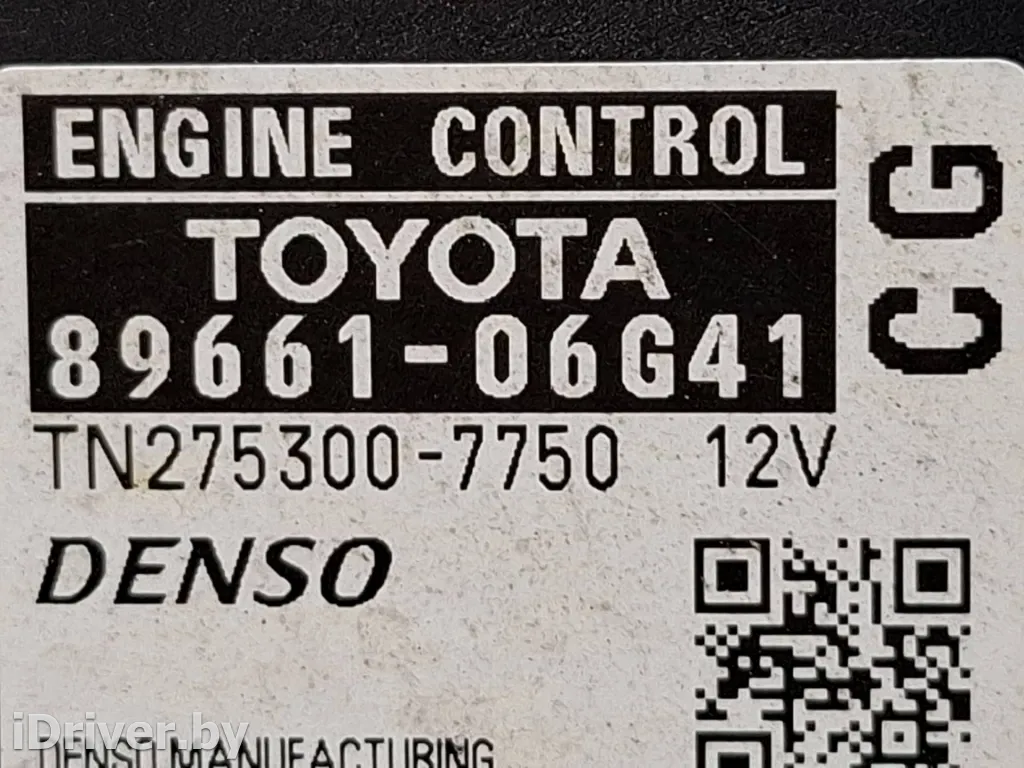 ENGINE CONTROL
TOYOTA
89661-06G41
CG
TN275300-7750 12V
DENSO
DENSO MANUFACTURING
iDriver.by